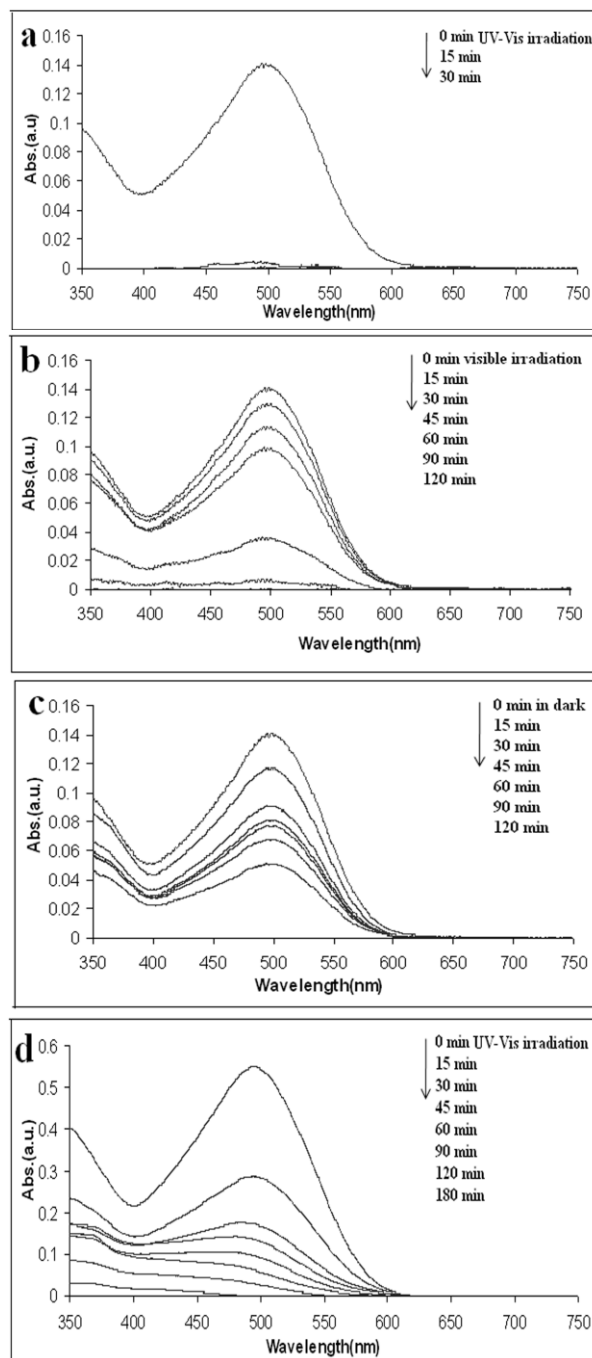 a
0.16
0.14
0.12
0.1
0.08
0.06
0.04
0.02
0
Abs.(a.u)
350 400 450 500 550 600 650 700 750
Wavelength(nm)
0 min UV-Vis irradiation
15 min
30 min
b
0.16
0.14
0.12
0.1
0.08
0.06
0.04
0.02
0
Abs.(a.u.)
350 400 450 500 550 600 650 700 750
Wavelength(nm)
0 min visible irradiation
15 min
30 min
45 min
60 min
90 min
120 min
c
0.16
0.14
0.12
0.1
0.08
0.06
0.04
0.02
0
Abs.(a.u.)
350 400 450 500 550 600 650 700 750
Wavelength(nm)
0 min in dark
15 min
30 min
45 min
60 min
90 min
120 min
d
0.6
0.5
0.4
0.3
0.2
0.1
0
Abs.(a.u.)
350 400 450 500 550 600 650 700 750
Wavelength(nm)
0 min UV-Vis irradiation
15 min
30 min
45 min
60 min
90 min
120 min
180 min